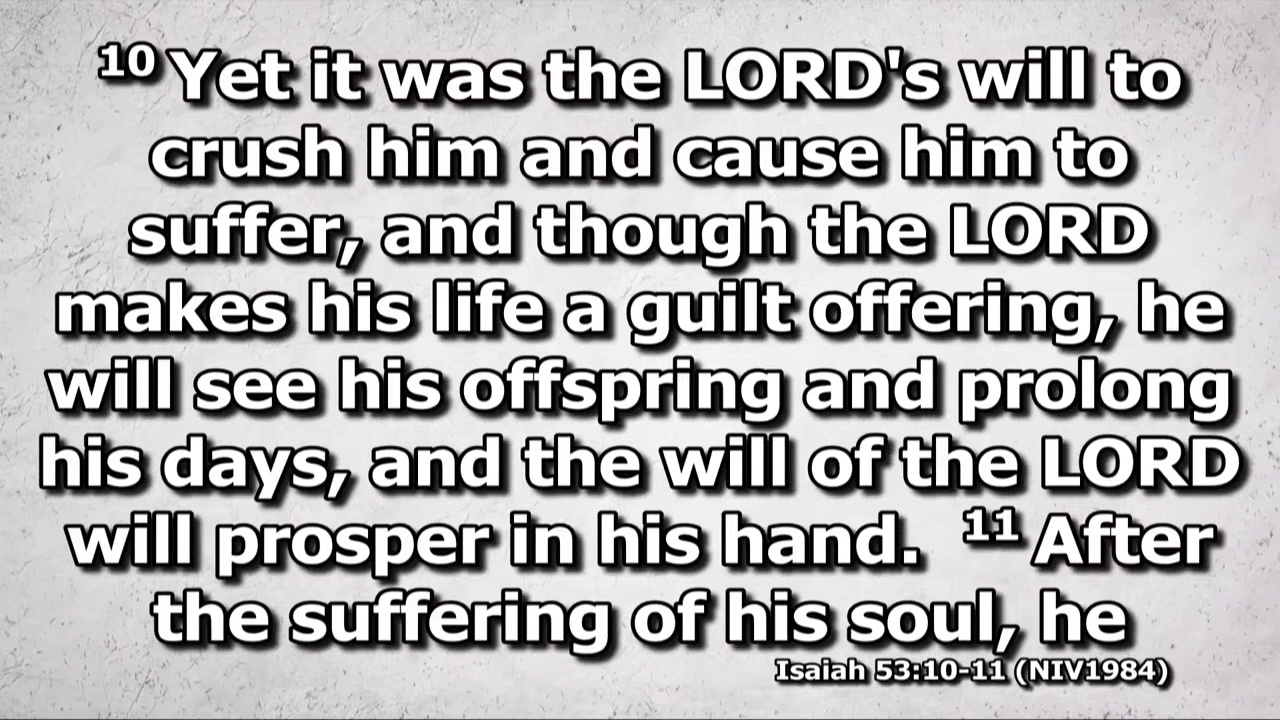 10 Yet it was the LORD's will to
crush him and cause him to
suffer, and though the LORD
makes his life a guilt offering, he
will see his offspring and prolong
his days, and the will of the LORD
will prosper in his hand. 11 After
the suffering of his soul, he
Isaiah 53:10-11 (NIV1984)